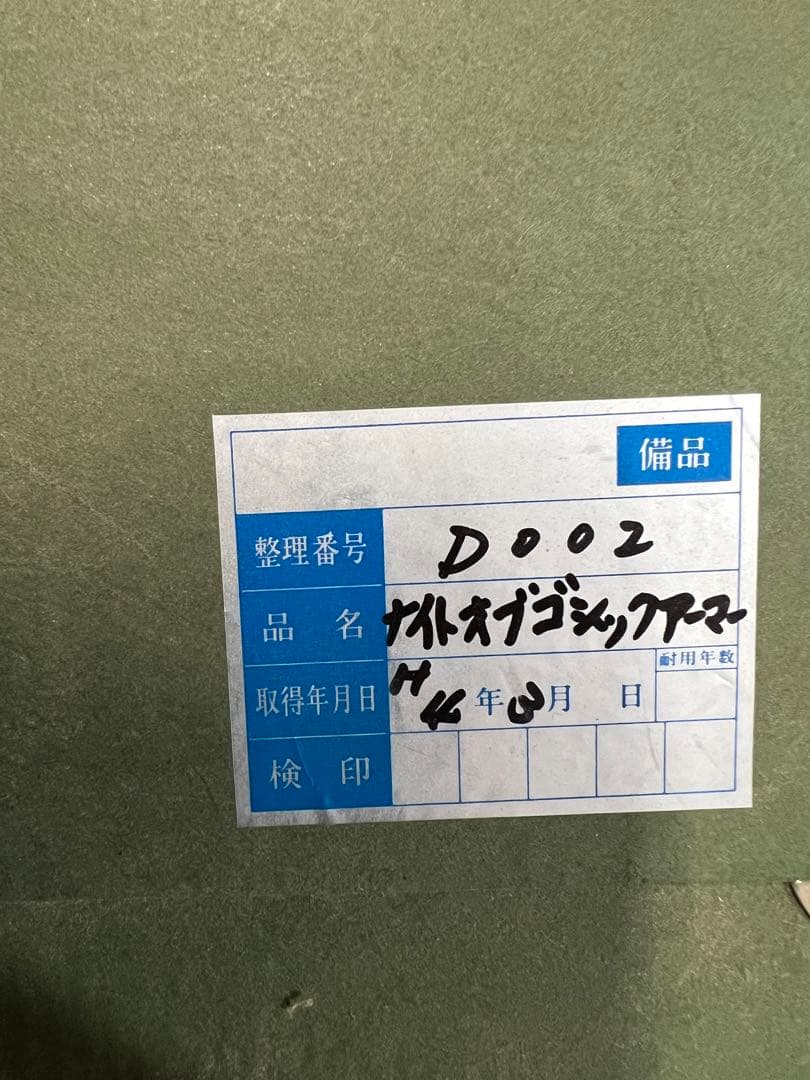 備品
整理番号 D002
品名 ナイトオブゴシックアーマー
耐用年数
取得年月日 H 年 3月 日
検印